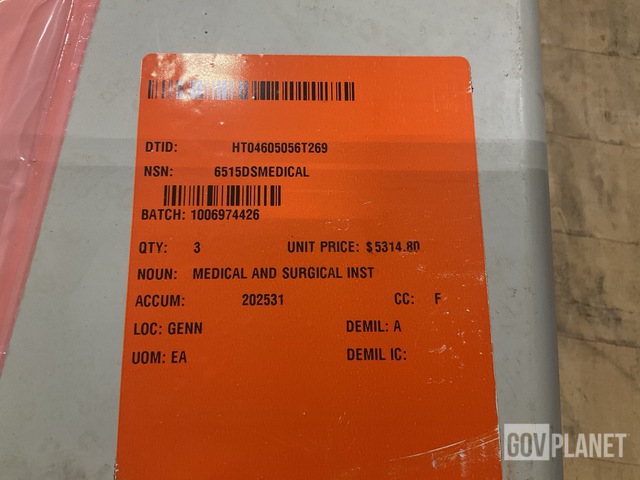 DTID: HT04605056T269
NSN: 6515DSMEDICAL
BATCH: 1006974426
QTY: 3 UNIT PRICE: $5314.80
NOUN: MEDICAL AND SURGICAL INST
ACCUM: 202531 CC: F
LOC: GENN DEMIL: A
UOM: EA DEMIL IC:
GOVPLANET